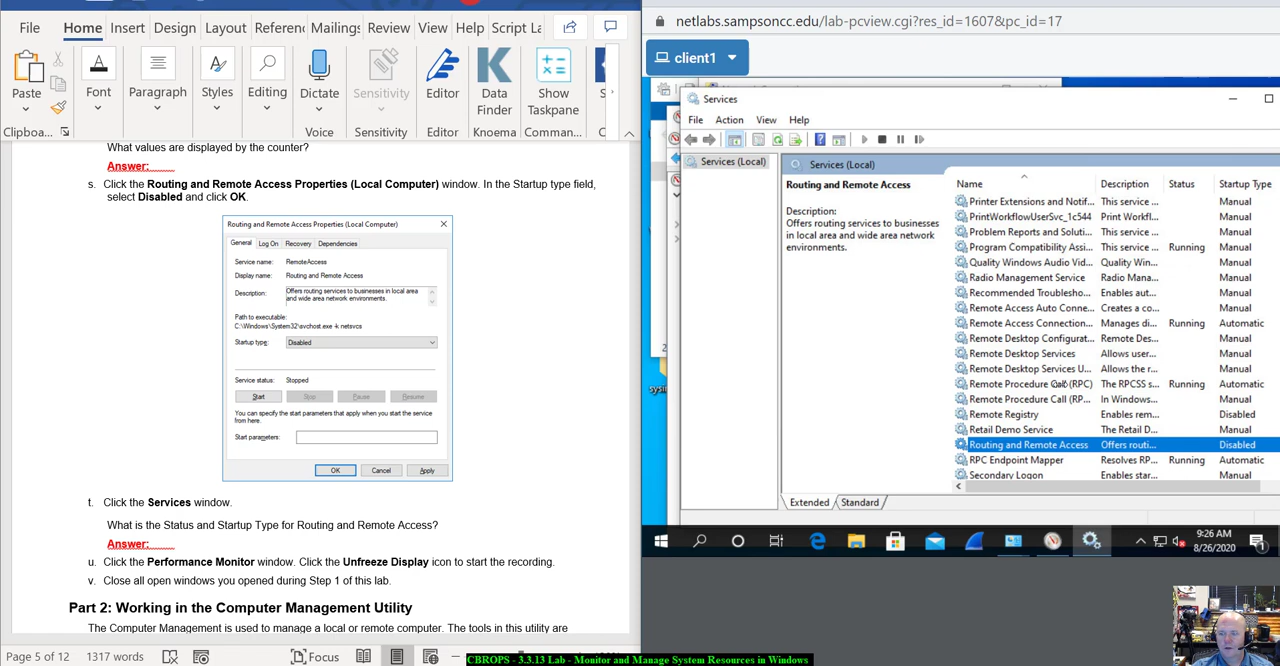 File Home Insert Design Layout Referenc Mailings Review View Help Script La
Paste
Font
Paragraph
Styles
Editing
Dictate
Sensitivity
Editor
Data Finder
Show Taskpane
Clipboa...
Voice
Sensitivity
Editor
Knoema
Comman...
What values are displayed by the counter?
Answer:
s. Click the Routing and Remote Access Properties (Local Computer) window. In the Startup type field,
select Disabled and click OK.
Routing and Remote Access Properties (Local Computer)
General Log On Recovery Dependencies
Service name: RemoteAccess
Display name: Routing and Remote Access
Description: Offers routing services to businesses in local area
and wide area network environments.
Path to executable:
C:\Windows\System32\svchost.exe -k netsvcs
Startup type: Disabled
Service status: Stopped
Start Stop Pause Resume
You can specify the start parameters that apply when you start the service
from here.
Start parameters:
OK Cancel Apply
t. Click the Services window.
What is the Status and Startup Type for Routing and Remote Access?
Answer:
u. Click the Performance Monitor window. Click the Unfreeze Display icon to start the recording.
v. Close all open windows you opened during Step 1 of this lab.
Part 2: Working in the Computer Management Utility
The Computer Management is used to manage a local or remote computer. The tools in this utility are
Page 5 of 12 1317 words Focus
netlabs.sampsoncc.edu/lab-pcview.cgi?res_id=1607&pc_id=17
client1
Services
File Action View Help
Services (Local)
Services (Local)
Routing and Remote Access
Description:
Offers routing services to businesses
in local area and wide area network
environments.
Name Description Status Startup Type
Printer Extensions and Notif... This service ... Manual
PrintWorkflowUserSvc_1c544 Print Workfl... Manual
Problem Reports and Soluti... This service ... Manual
Program Compatibility Assi... This service ... Running Manual
Quality Windows Audio Vid... Quality Win... Manual
Radio Management Service Radio Mana... Manual
Recommended Troublesho... Enables aut... Manual
Remote Access Auto Conne... Creates a co... Manual
Remote Access Connection... Manages di... Running Automatic
Remote Desktop Configurat... Remote Des... Manual
Remote Desktop Services Allows user... Manual
Remote Desktop Services U... Allows the r... Manual
Remote Procedure Call (RPC) The RPCSS s... Running Automatic
Remote Procedure Call (RP... In Windows... Manual
Remote Registry Enables rem... Disabled
Retail Demo Service The Retail D... Manual
Routing and Remote Access Offers routi... Disabled
RPC Endpoint Mapper Resolves RP... Running Automatic
Secondary Logon Enables star... Manual
Extended Standard
9:26 AM
8/26/2020
CBROPS - 3.3.13 Lab - Monitor and Manage System Resources in Windows